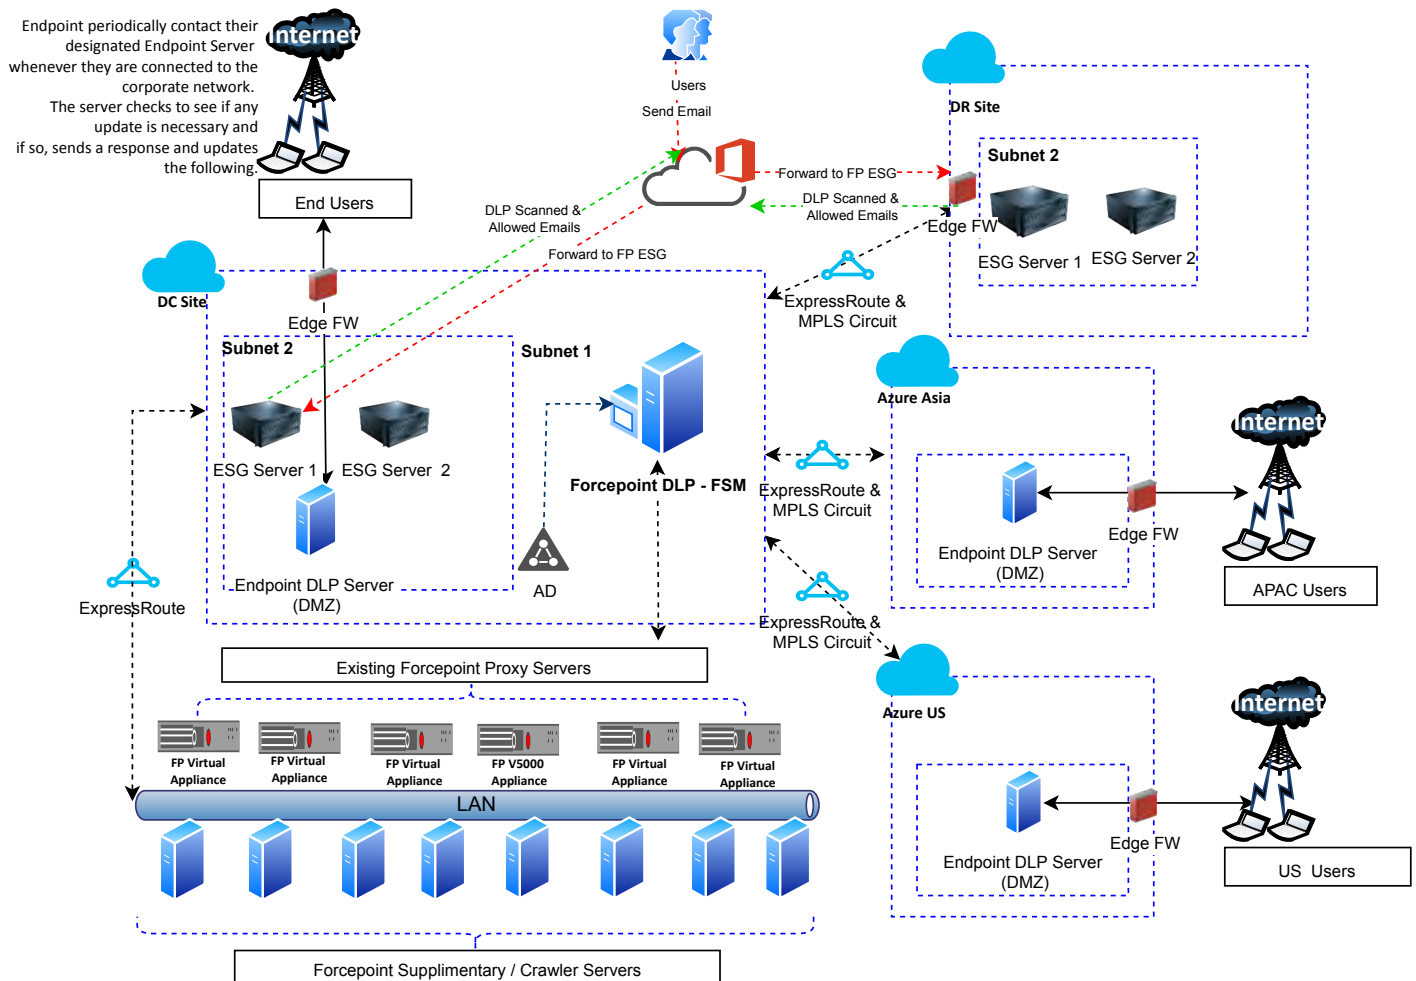 Endpoint periodically contact their
designated Endpoint Server
whenever they are connected to the
corporate network.
The server checks to see if any
update is necessary and
if so, sends a response and updates
the following.
Internet
End Users
Users
Send Email
Forward to FP ESG
DLP Scanned &
Allowed Emails
DLP Scanned &
Allowed Emails
Forward to FP ESG
DR Site
Subnet 2
Edge FW
ESG Server 1
ESG Server 2
DC Site
Edge FW
ExpressRoute &
MPLS Circuit
Subnet 2
Subnet 1
ESG Server 1
ESG Server 2
Endpoint DLP Server
(DMZ)
Forcepoint DLP - FSM
AD
ExpressRoute &
MPLS Circuit
Azure Asia
Endpoint DLP Server
(DMZ)
Edge FW
Internet
APAC Users
ExpressRoute
ExpressRoute &
MPLS Circuit
Azure US
Endpoint DLP Server
(DMZ)
Edge FW
Internet
US Users
Existing Forcepoint Proxy Servers
FP Virtual
Appliance
FP Virtual
Appliance
FP Virtual
Appliance
FP V5000
Appliance
FP Virtual
Appliance
FP Virtual
Appliance
LAN
Forcepoint Supplimentary / Crawler Servers